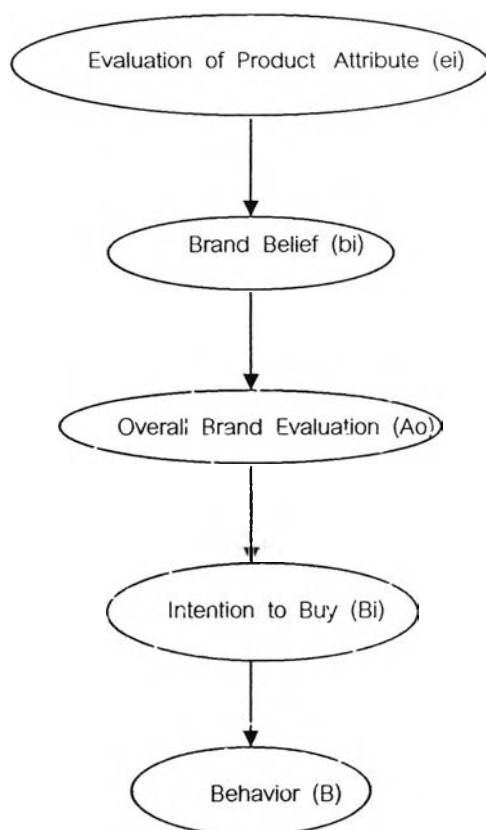 Evaluation of Product Attribute (ei)
Brand Belief (bi)
Overall Brand Evaluation (Ao)
Intention to Buy (Bi)
Behavior (B)